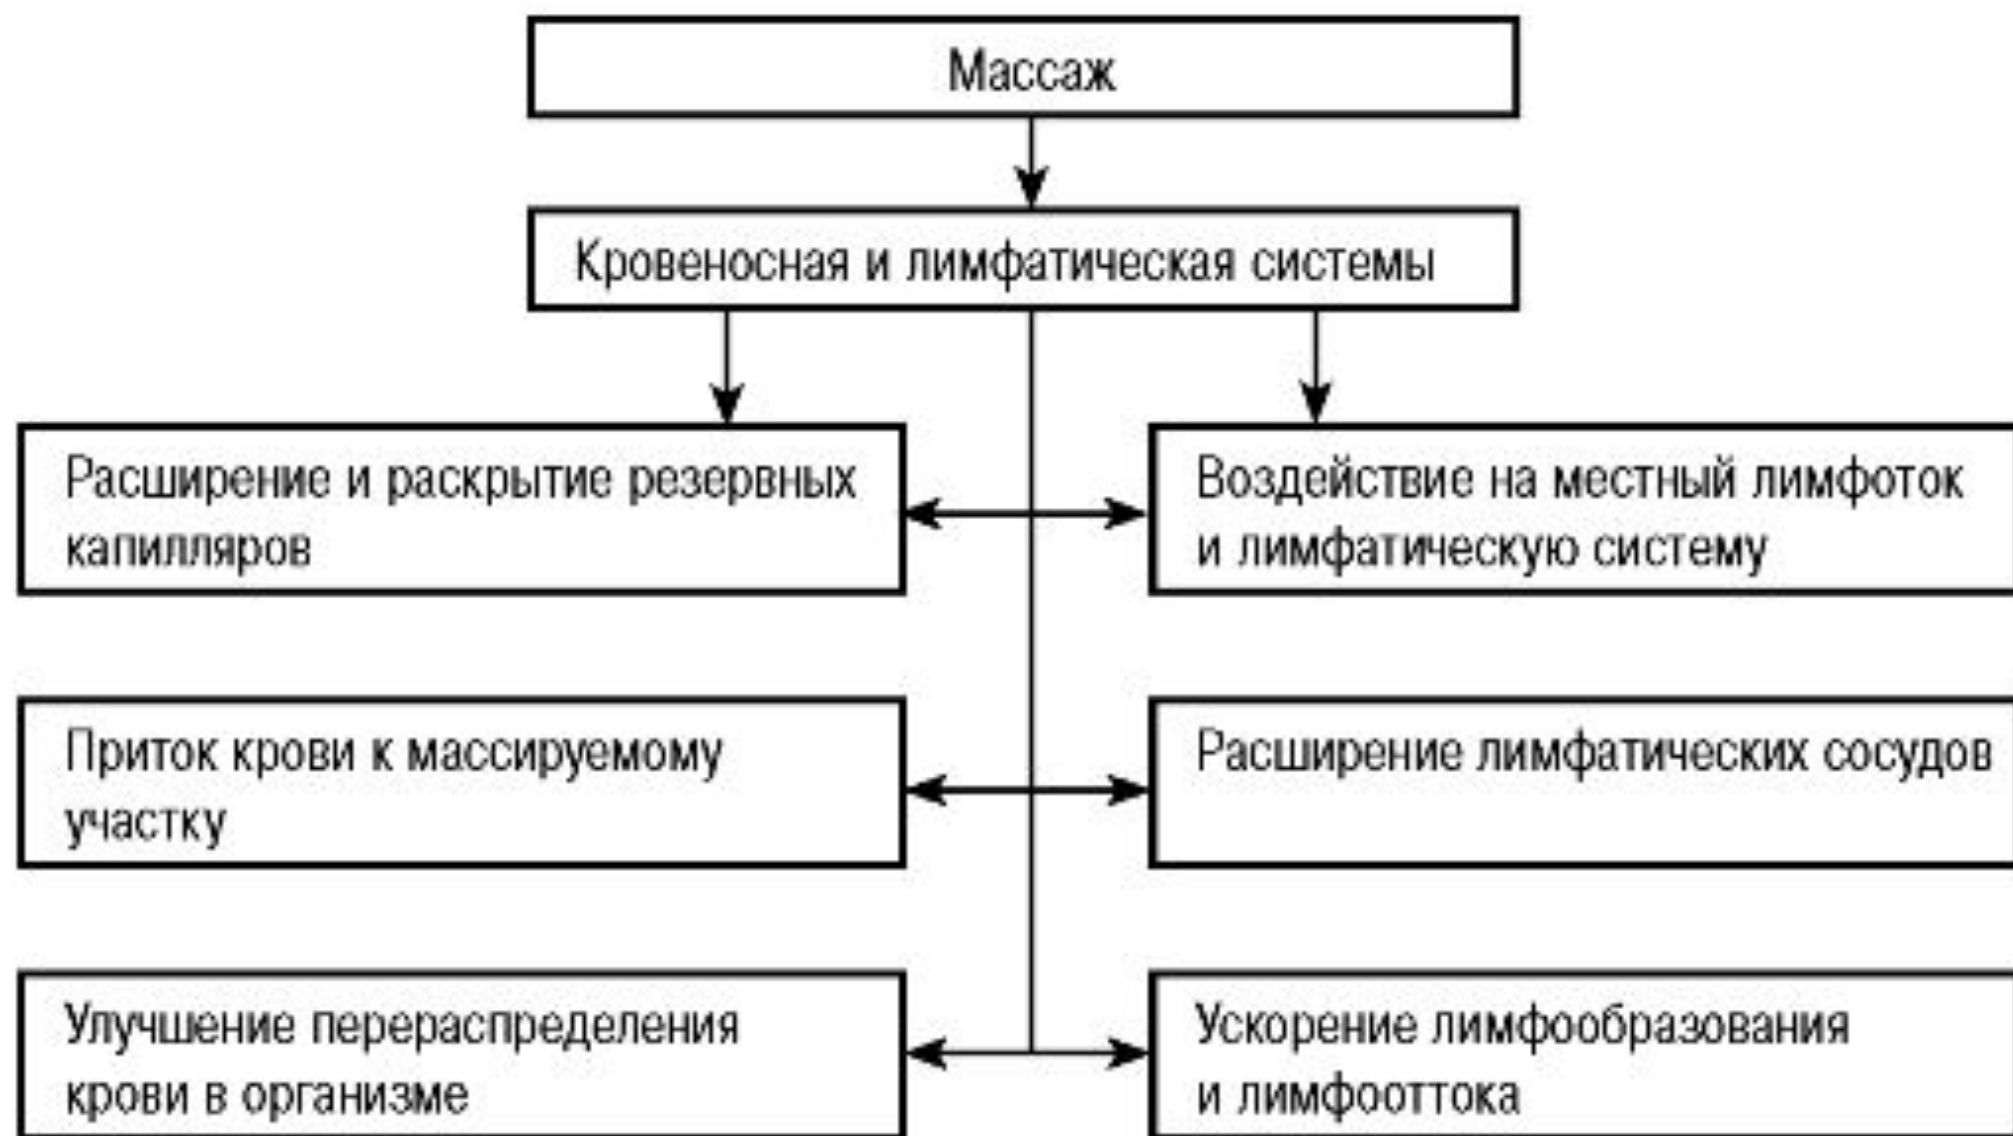 Массаж
Кровеносная и лимфатическая системы
Расширение и раскрытие резервных
капилляров
Воздействие на местный лимфоток
и лимфатическую систему
Приток крови к массируемому
участку
Расширение лимфатических сосудов
Улучшение перераспределения
крови в организме
Ускорение лимфообразования
и лимфооттока